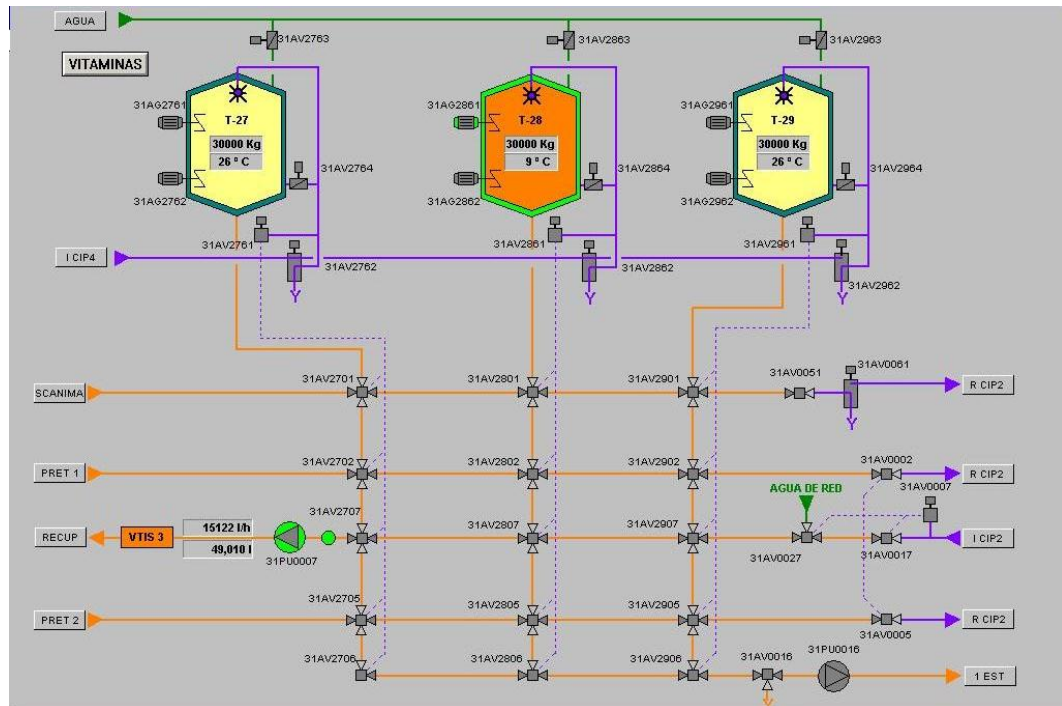 AGUA
31AV2763
31AV2863
31AV2963
VITAMINAS
31AG2761
T-27
30000 Kg
26 º C
31AG2762
31AV2764
31AG2861
T-28
30000 Kg
9 º C
31AG2862
31AV2864
31AG2961
T-29
30000 Kg
26 º C
31AG2962
31AV2964
31AV2761
31AV2861
31AV2961
I CIP4
31AV2762
31AV2862
31AV2962
SCANIMA
31AV2701
31AV2801
31AV2901
31AV0051
31AV0061
R CIP2
PRET 1
31AV2702
31AV2802
31AV2902
31AV0002
R CIP2
31AV0007
AGUA DE RED
RECUP
VTIS 3
15122 l/h
49,010 l
31PU0007
31AV2707
31AV2807
31AV2907
31AV0027
31AV0017
I CIP2
PRET 2
31AV2705
31AV2805
31AV2905
31AV0005
R CIP2
31AV2706
31AV2806
31AV2906
31AV0016
31PU0016
1 EST